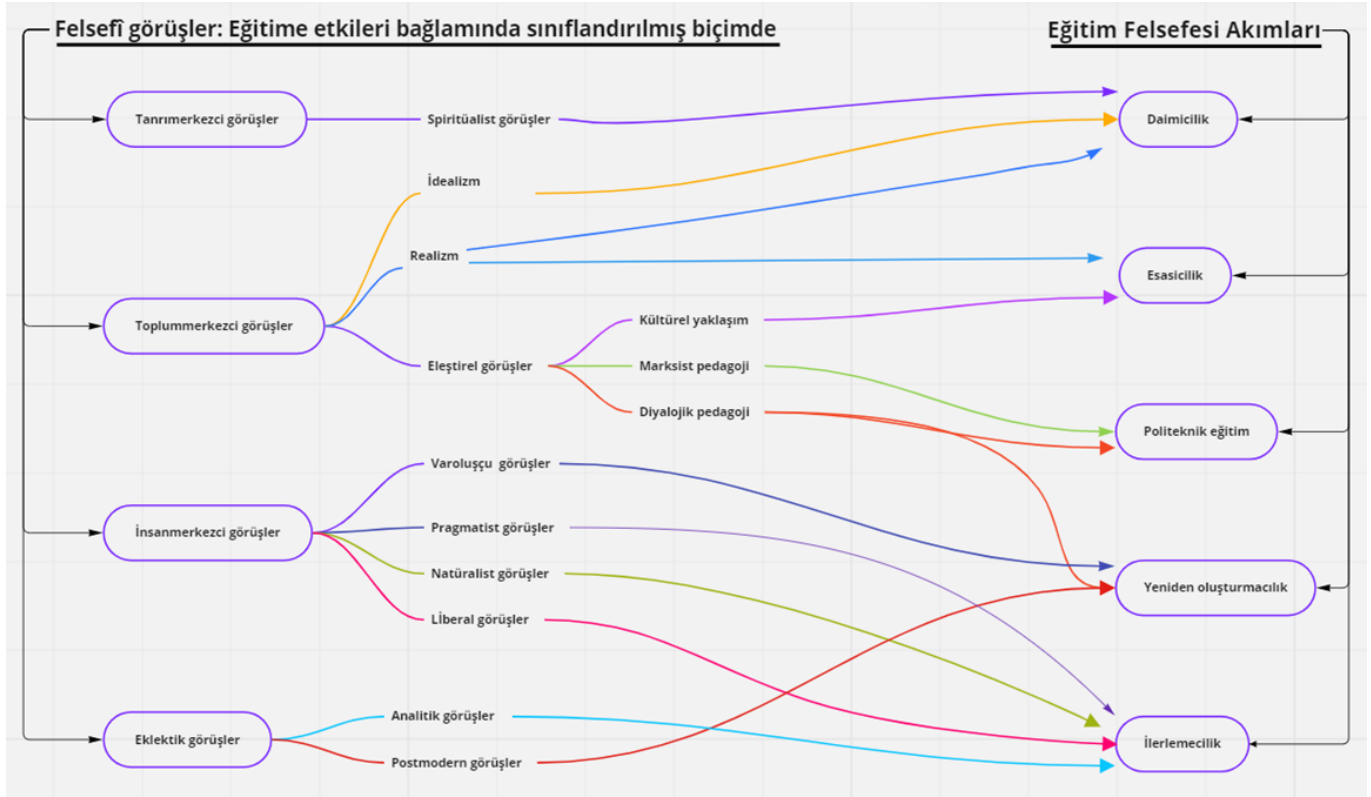 Felsefî görüşler: Eğitime etkileri bağlamında sınıflandırılmış biçimde
Eğitim Felsefesi Akımları
Tanrımerkezci görüşler
Spiritüalist görüşler
Daimicilik
İdealizm
Realizm
Esasicilik
Toplummerkezci görüşler
Kültürel yaklaşım
Eleştirel görüşler
Marksist pedagoji
Diyalojik pedagoji
Politeknik eğitim
Varoluşçu görüşler
İnsanmerkezci görüşler
Pragmatist görüşler
Natüralist görüşler
Yeniden oluşturmacılık
Lİberal görüşler
Analitik görüşler
Eklektik görüşler
Postmodern görüşler
İlerlemecilik